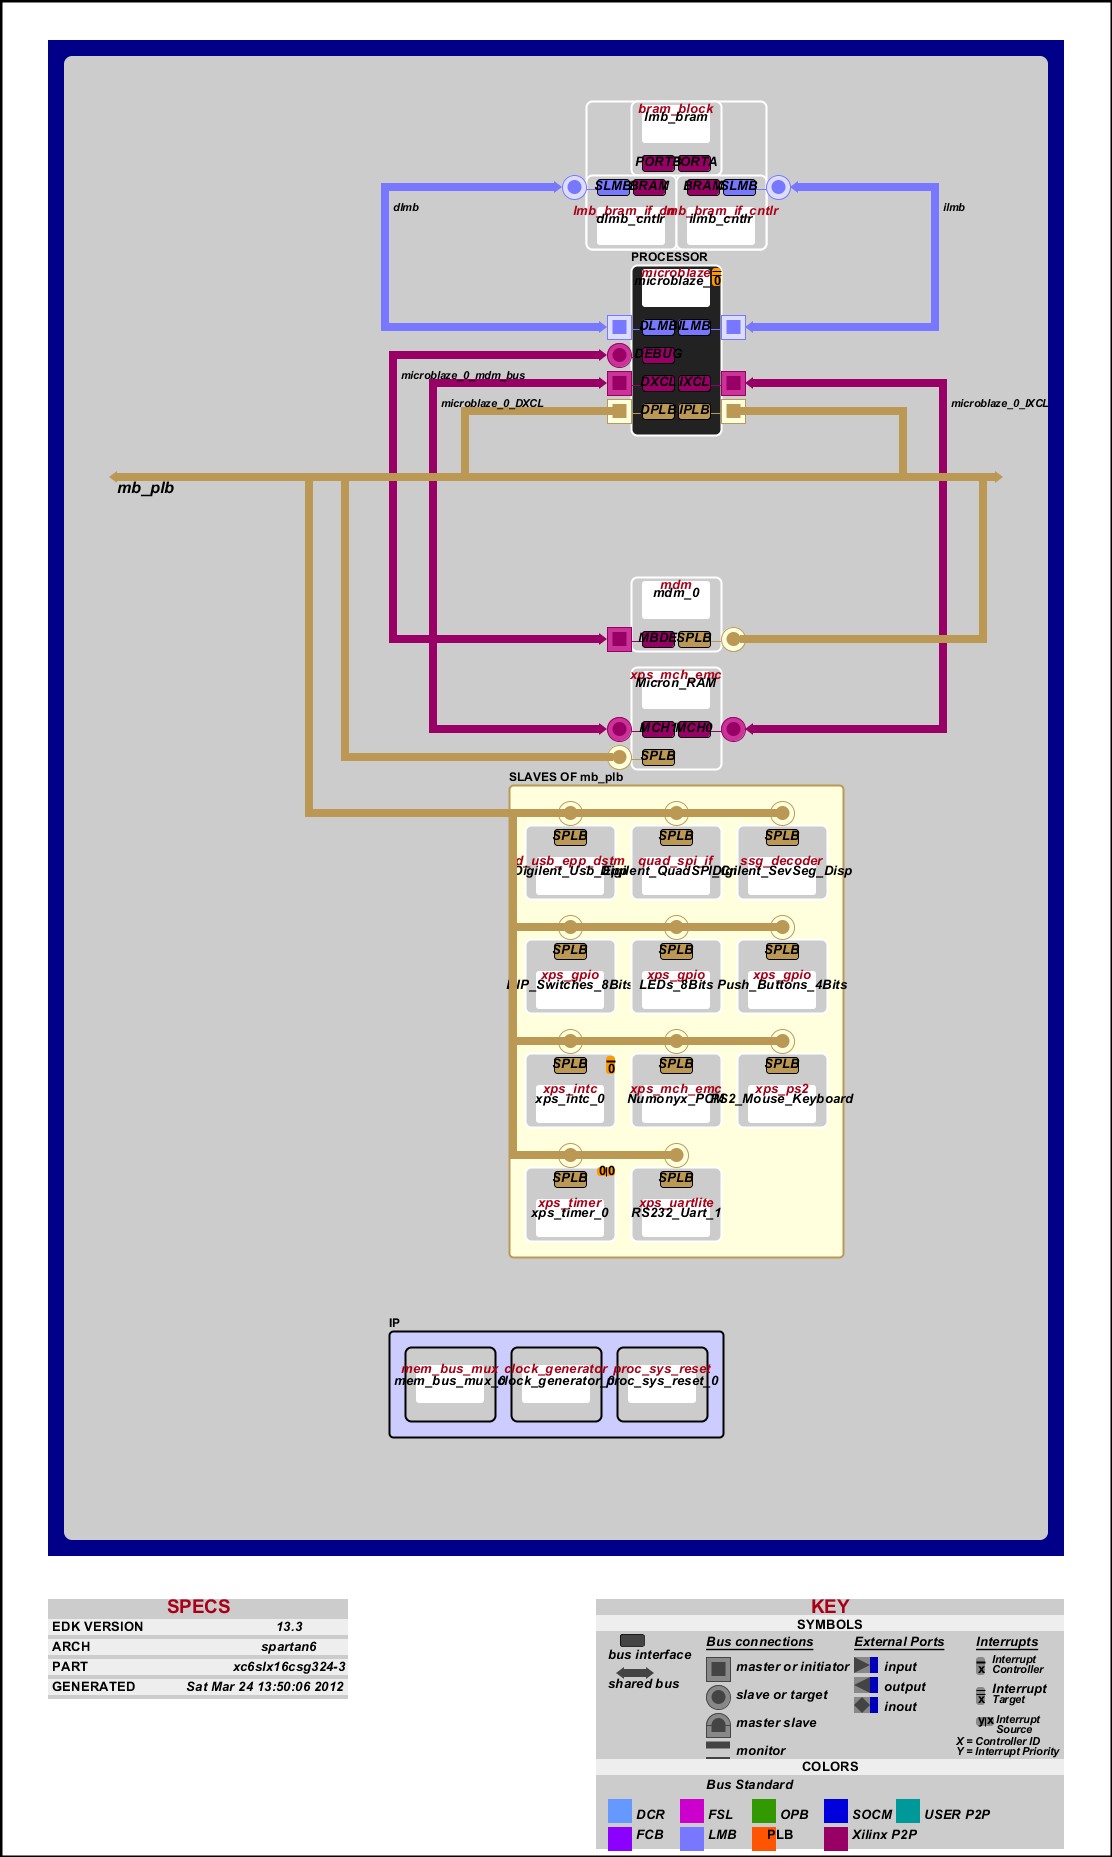 bram_block
lmb_bram
PORTB PORTA
SLMB BRAM BRAM SLMB
dlmb
ilmb
lmb_bram_if_cntlr lmb_bram_if_cntlr
dlmb_cntlr ilmb_cntlr
PROCESSOR
microblaze
microblaze_0
DLMB ILMB
DEBUG
microblaze_0_mdm_bus
DXCL IXCL
microblaze_0_DXCL
microblaze_0_IXCL
DPLB IPLB
mb_plb
mdm
mdm_0
MBDE SPLB
xps_mch_emc
Micron_RAM
MCH1 MCH0
SPLB
SLAVES OF mb_plb
SPLB SPLB SPLB
d_usb_epp_dstm quad_spi_if ssg_decoder
Digilent_Usb_Epp Digilent_QuadSPI Digilent_SevSeg_Disp
SPLB SPLB SPLB
xps_gpio xps_gpio xps_gpio
DIP_Switches_8Bits LEDs_8Bits Push_Buttons_4Bits
SPLB 0 SPLB SPLB
xps_intc xps_mch_emc xps_ps2
xps_intc_0 Numonyx_PCM PS2_Mouse_Keyboard
SPLB 0|0 SPLB
xps_timer xps_uartlite
xps_timer_0 RS232_Uart_1
IP
mem_bus_mux clock_generator proc_sys_reset
mem_bus_mux_0 clock_generator_0 proc_sys_reset_0
SPECS
EDK VERSION 13.3
ARCH spartan6
PART xc6slx16csg324-3
GENERATED Sat Mar 24 13:50:06 2012
KEY
SYMBOLS
bus interface
shared bus
Bus connections
master or initiator
slave or target
master slave
monitor
External Ports
input
output
inout
Interrupts
x Interrupt
Controller
x Interrupt
Target
y|x Interrupt
Source
X = Controller ID
Y = Interrupt Priority
COLORS
Bus Standard
DCR FSL OPB SOCM USER P2P
FCB LMB PLB Xilinx P2P